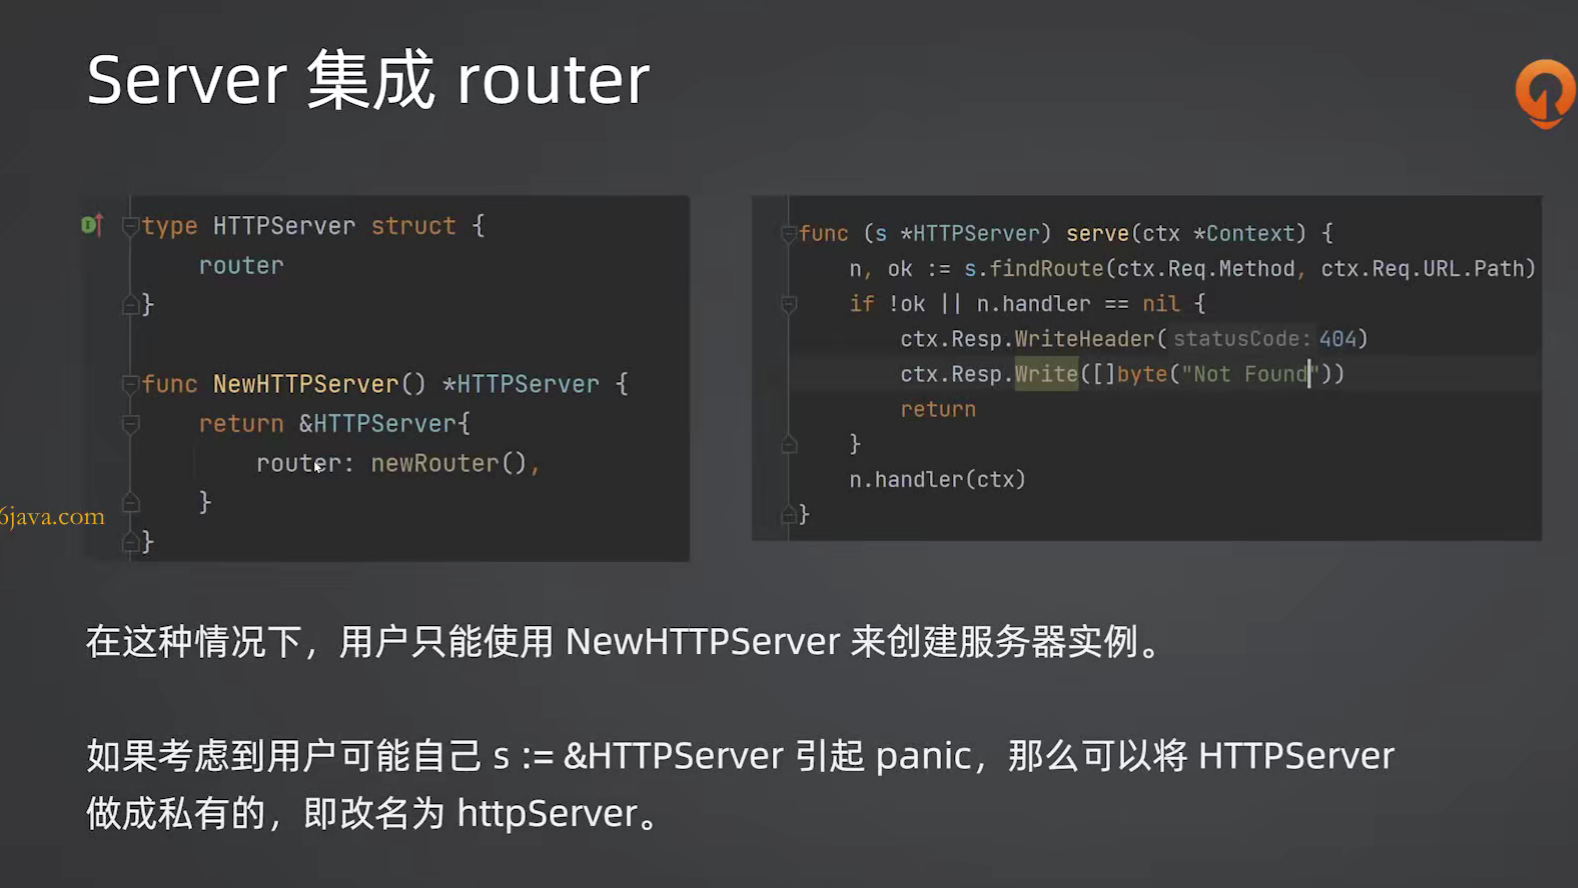 Server 集成 router
type HTTPServer struct {
router
}
func NewHTTPServer() *HTTPServer {
return &HTTPServer{
router: newRouter(),
}
}
func (s *HTTPServer) serve(ctx *Context) {
n, ok := s.findRoute(ctx.Req.Method, ctx.Req.URL.Path)
if !ok || n.handler == nil {
ctx.Resp.WriteHeader( statusCode: 404)
ctx.Resp.Write([]byte("Not Found"))
return
}
n.handler(ctx)
}
6java.com
在这种情况下，用户只能使用 NewHTTPServer 来创建服务器实例。
如果考虑到用户可能自己 s := &HTTPServer 引起 panic，那么可以将 HTTPServer
做成私有的，即改名为 httpServer。